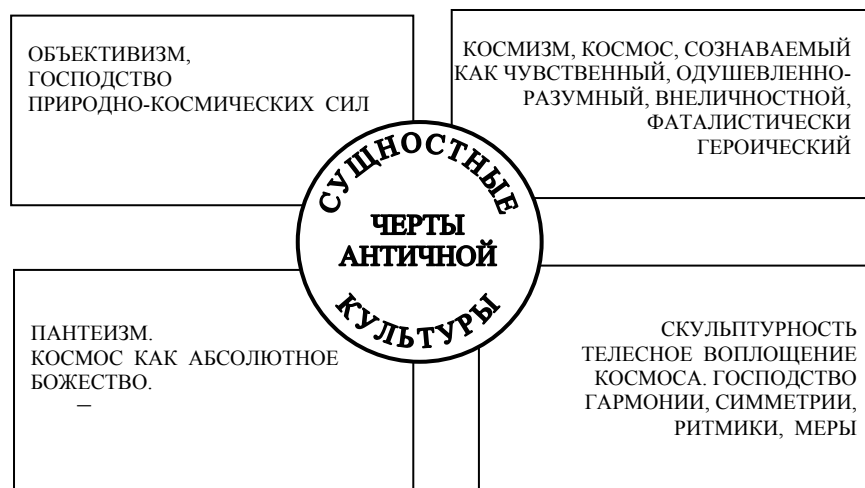 ОБЪЕКТИВИЗМ,
ГОСПОДСТВО
ПРИРОДНО-КОСМИЧЕСКИХ СИЛ
КОСМИЗМ, КОСМОС, СОЗНАВАЕМЫЙ
КАК ЧУВСТВЕННЫЙ, ОДУШЕВЛЕННО-
РАЗУМНЫЙ, ВНЕЛИЧНОСТНОЙ,
ФАТАЛИСТИЧЕСКИ
ГЕРОИЧЕСКИЙ
СУЩНОСТНЫЕ
ЧЕРТЫ
АНТИЧНОЙ
КУЛЬТУРЫ
ПАНТЕИЗМ.
КОСМОС КАК АБСОЛЮТНОЕ
БОЖЕСТВО.
–
СКУЛЬПТУРНОСТЬ
ТЕЛЕСНОЕ ВОПЛОЩЕНИЕ
КОСМОСА. ГОСПОДСТВО
ГАРМОНИИ, СИММЕТРИИ,
РИТМИКИ, МЕРЫ